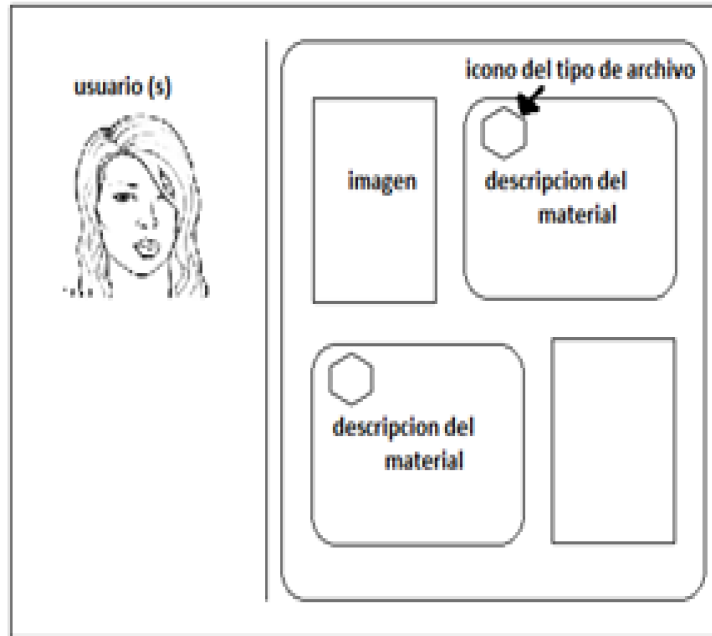 usuario (s)
icono del tipo de archivo
imagen
descripcion del
material
descripcion del
material